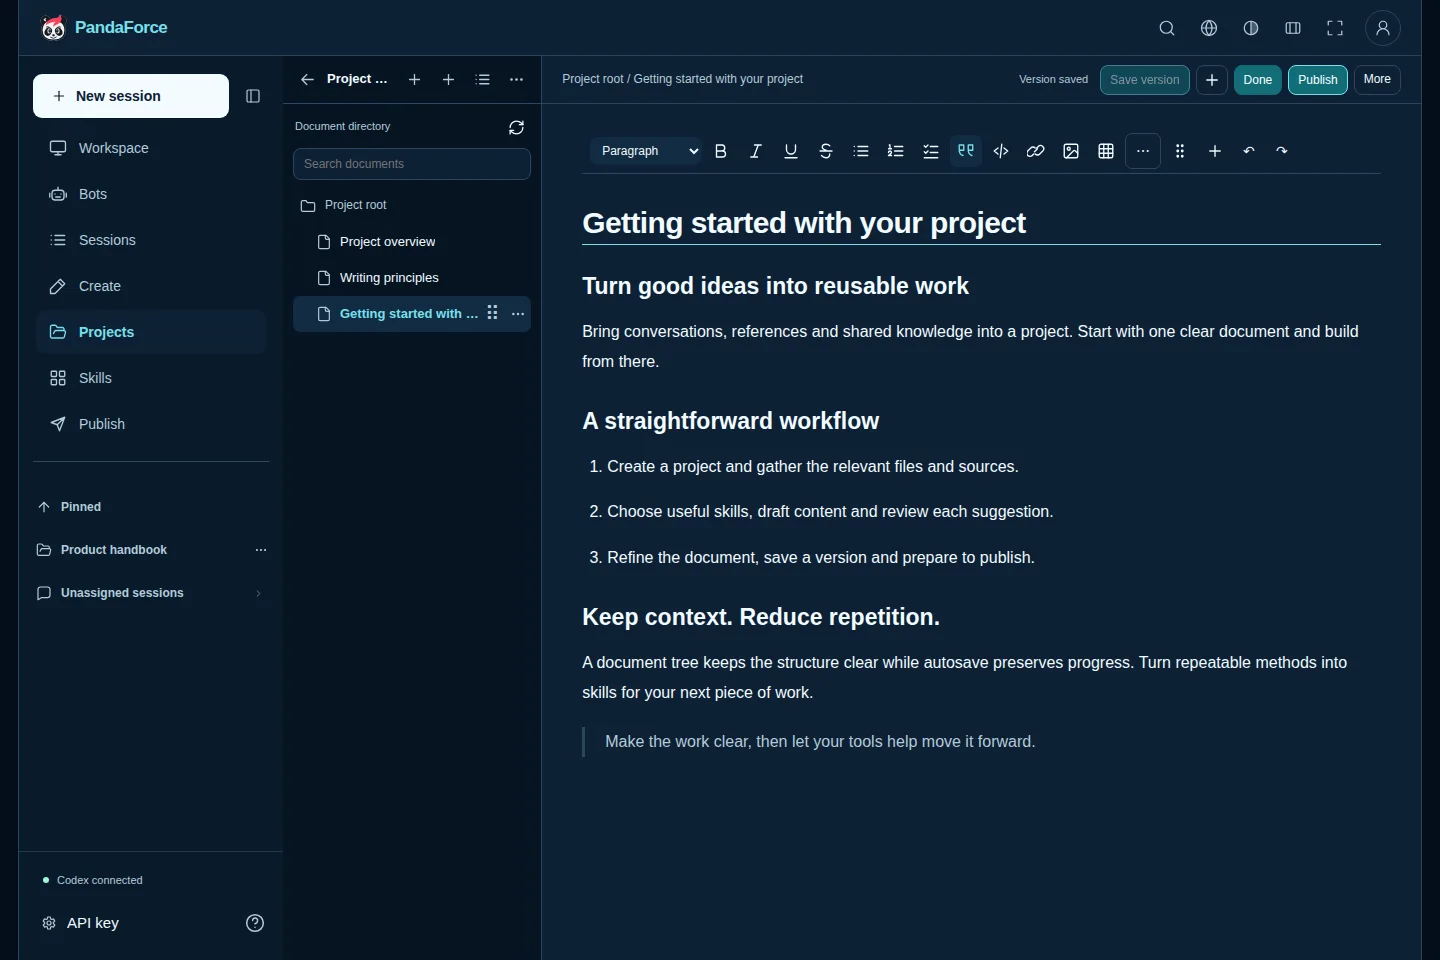 PandaForce
New session
Workspace
Bots
Sessions
Create
Projects
Skills
Publish
Pinned
Product handbook
Unassigned sessions
Codex connected
API key
Project ...
Document directory
Search documents
Project root
Project overview
Writing principles
Getting started with ...
Project root / Getting started with your project
Version saved
Save version
Done
Publish
More
Paragraph
Getting started with your project
Turn good ideas into reusable work
Bring conversations, references and shared knowledge into a project. Start with one clear document and build
from there.
A straightforward workflow
1. Create a project and gather the relevant files and sources.
2. Choose useful skills, draft content and review each suggestion.
3. Refine the document, save a version and prepare to publish.
Keep context. Reduce repetition.
A document tree keeps the structure clear while autosave preserves progress. Turn repeatable methods into
skills for your next piece of work.
Make the work clear, then let your tools help move it forward.